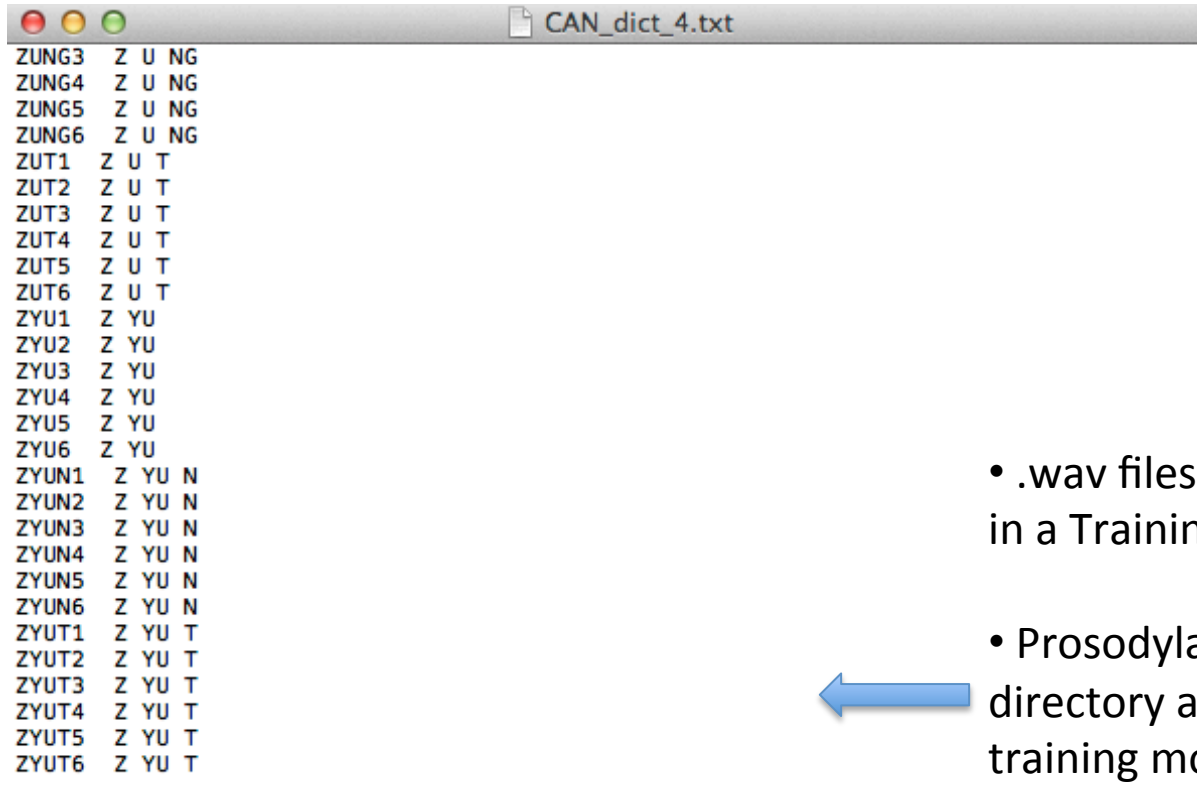 CAN_dict_4.txt
ZUNG3 Z U NG
ZUNG4 Z U NG
ZUNG5 Z U NG
ZUNG6 Z U NG
ZUT1 Z U T
ZUT2 Z U T
ZUT3 Z U T
ZUT4 Z U T
ZUT5 Z U T
ZUT6 Z U T
ZYU1 Z YU
ZYU2 Z YU
ZYU3 Z YU
ZYU4 Z YU
ZYU5 Z YU
ZYU6 Z YU
ZYUN1 Z YU N
ZYUN2 Z YU N
ZYUN3 Z YU N
ZYUN4 Z YU N
ZYUN5 Z YU N
ZYUN6 Z YU N
ZYUT1 Z YU T
ZYUT2 Z YU T
ZYUT3 Z YU T
ZYUT4 Z YU T
ZYUT5 Z YU T
ZYUT6 Z YU T
• .wav files
in a
• 
directory
training